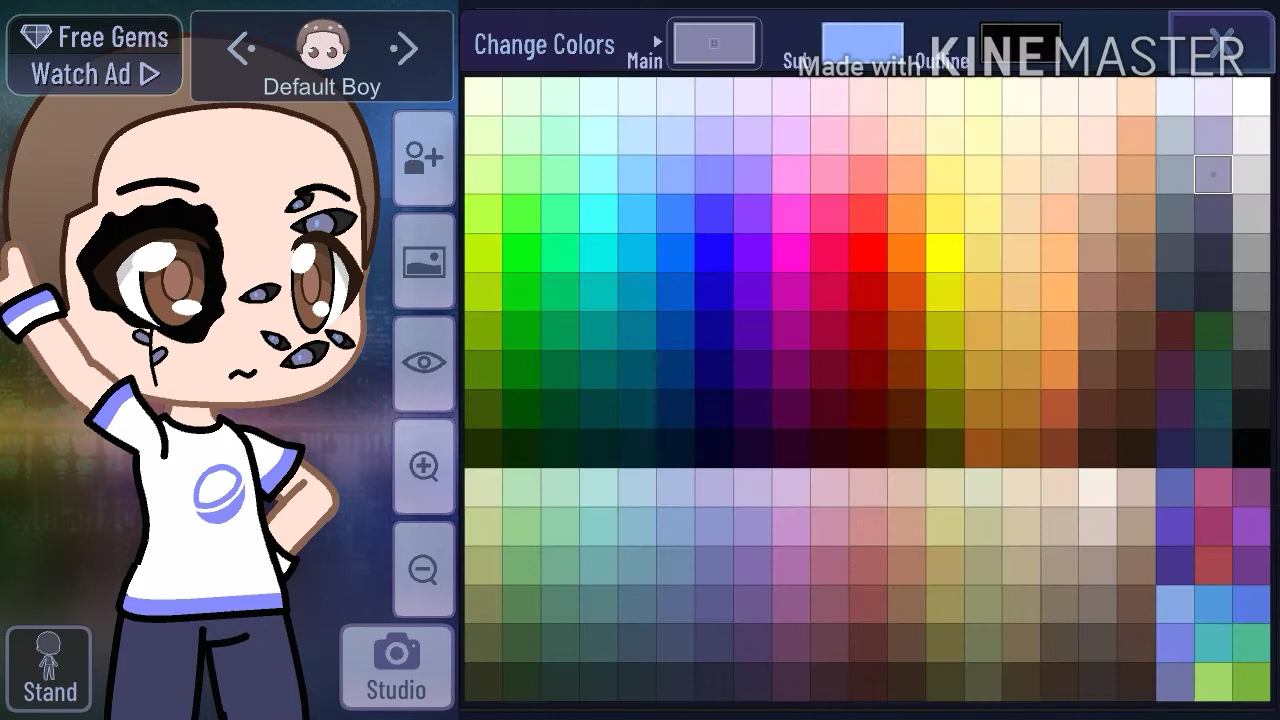 Free Gems
Watch Ad
Default Boy
Change Colors
Main
Sub
Outline
Made with KINEMASTER
Stand
Studio